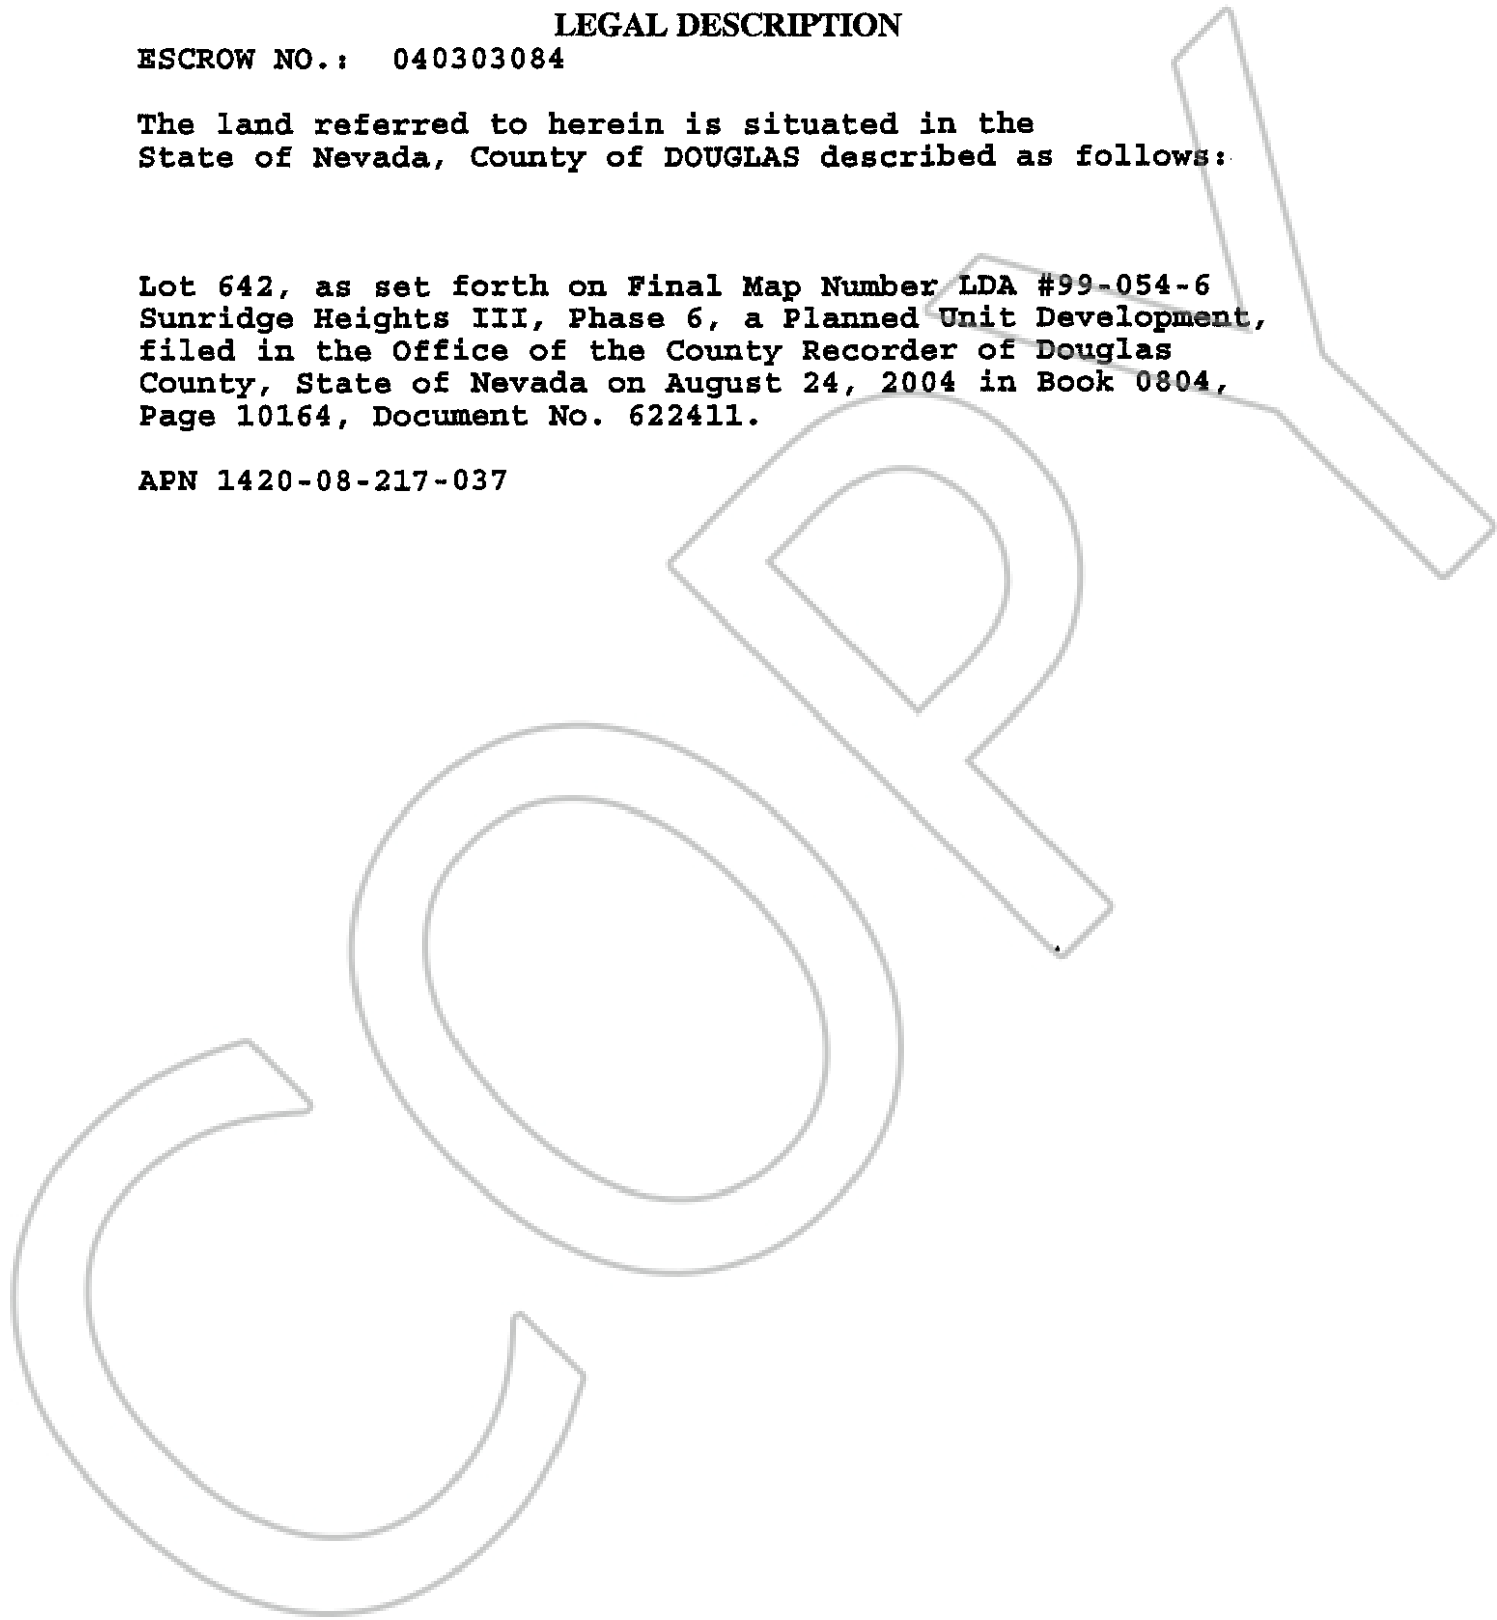 LEGAL DESCRIPTION
ESCROW NO.: 040303084
The land referred to herein is situated in the
State of Nevada, County of DOUGLAS described as follows:
Lot 642, as set forth on Final Map Number LDA #99-054-6
Sunridge Heights III, Phase 6, a Planned Unit Development,
filed in the Office of the County Recorder of Douglas
County, State of Nevada on August 24, 2004 in Book 0804,
Page 10164, Document No. 622411.
APN 1420-08-217-037
COPY